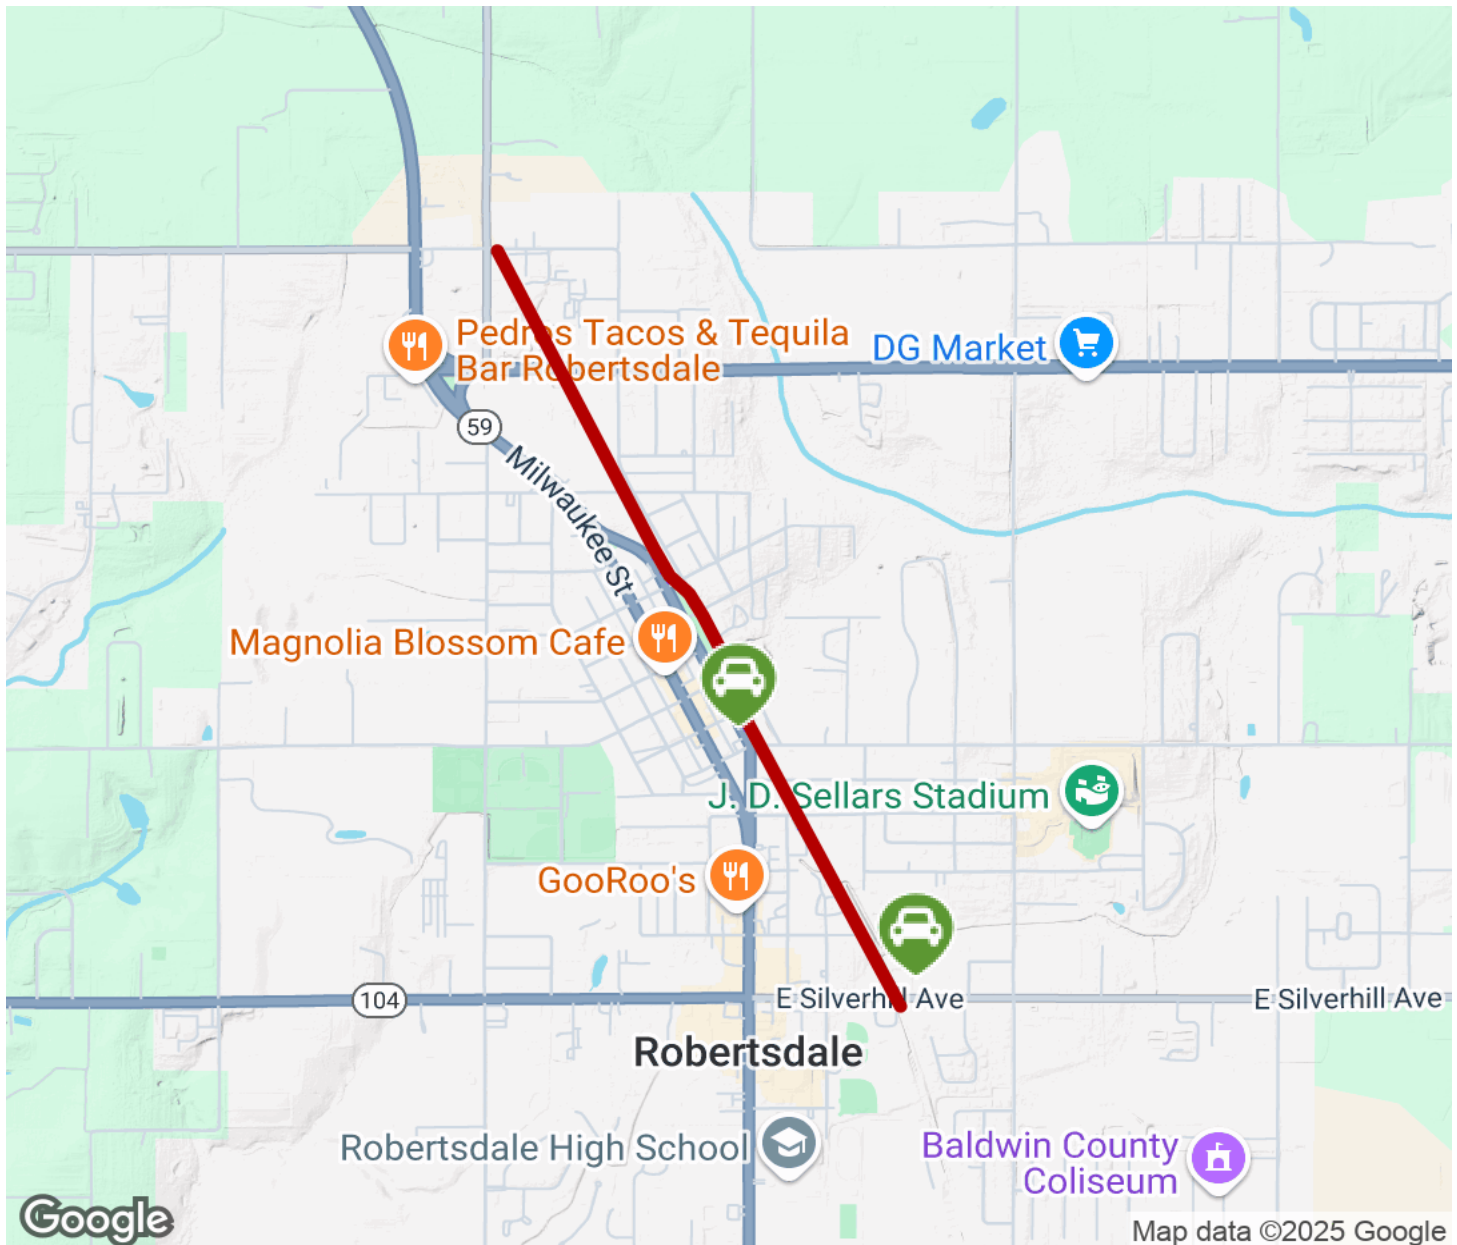 Pedros Tacos & Tequila
Bar Robertsdale
DG Market
59
Milwaukee St
Magnolia Blossom Cafe
J. D. Sellars Stadium
GooRoo's
104
E Silverhill Ave
E Silverhill Ave
Robertsdale
Robertsdale High School
Baldwin County
Coliseum
Google
Map data ©2025 Google